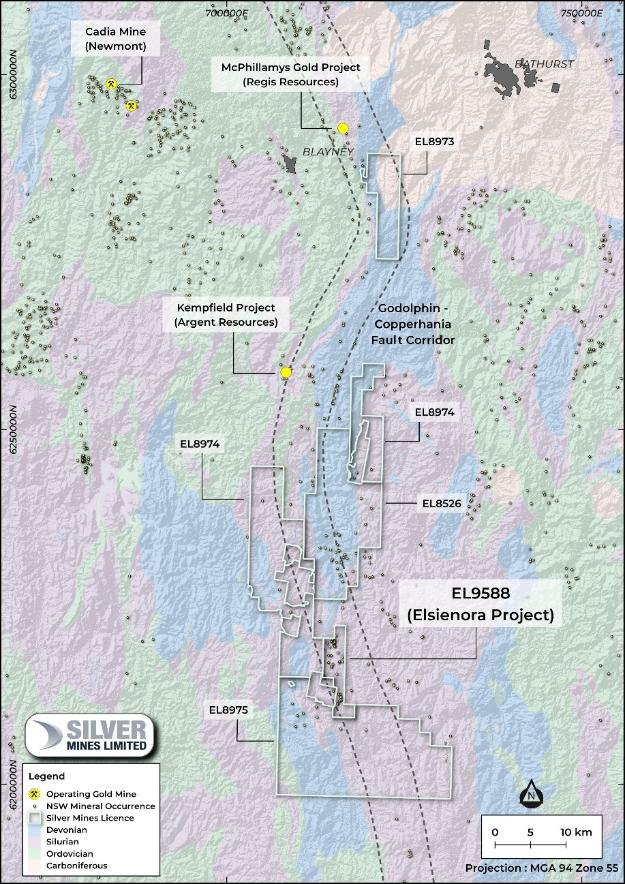 700000E
750000E
Cadia Mine
(Newmont)
6300000N
McPhillamys Gold Project
(Regis Resources)
BATHURST
BLAYNEY
EL8973
Kempfield Project
(Argent Resources)
Godolphin -
Copperhania
Fault Corridor
6250000N
EL8974
EL8974
EL8526
EL9588
(Elsienora Project)
EL8975
SILVER
MINES LIMITED
6200000N
Legend
Operating Gold Mine
NSW Mineral Occurrence
Silver Mines Licence
Devonian
Silurian
Ordovician
Carboniferous
N
0 5 10 km
Projection : MGA 94 Zone 55